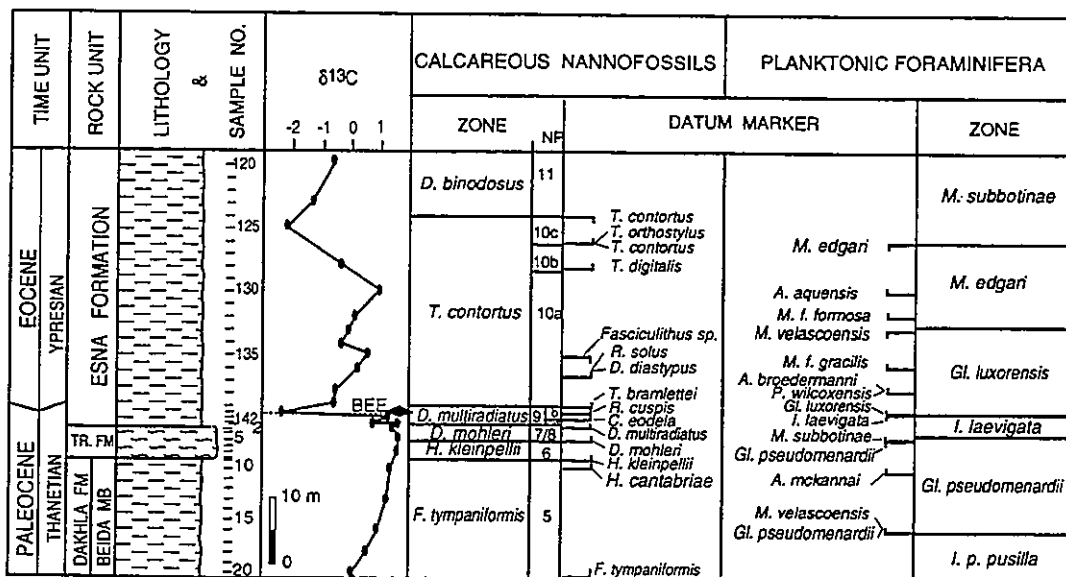 TIME UNIT
ROCK UNIT
LITHOLOGY
&
SAMPLE NO.
δ13C
-2 -1 0 1
CALCAREOUS NANNOFOSSILS
PLANKTONIC FORAMINIFERA
ZONE
NP
DATUM MARKER
ZONE
EOCENE
YPRESIAN
PALEOCENE
THANETIAN
ESNA FORMATION
TR. FM
DAKHLA FM
BEIDA MB
120
125
130
135
142
5
10
15
20
BEE
10 m
0
D. binodosus
T. contortus
D. multiradiatus
D. mohleri
H. kleinpellii
F. tympaniformis
11
10c
10b
10a
9
7/8
6
5
T. contortus
T. orthostylus
T. contortus
T. digitalis
Fasciculithus sp.
R. solus
D. diastypus
T. bramlettei
R. cuspis
C. eodela
D. multiradiatus
D. mohleri
H. kleinpellii
H. cantabriae
F. tympaniformis
M. edgari
A. aquensis
M. f. formosa
M. velascoensis
M. f. gracilis
A. broedermanni
P. wilcoxensis
Gl. luxorensis
I. laevigata
M. subbotinae
Gl. pseudomenardii
A. mckannai
M. velascoensis
Gl. pseudomenardii
M. subbotinae
M. edgari
Gl. luxorensis
I. laevigata
Gl. pseudomenardii
I. p. pusilla